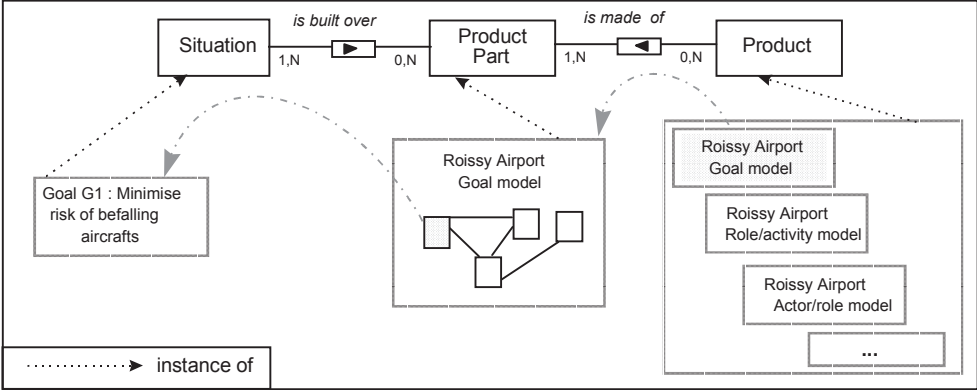 is built over
is made of
Situation
Product
Part
Product
1,N
0,N
1,N
0,N
Goal G1 : Minimise
risk of befalling
aircrafts
Roissy Airport
Goal model
Roissy Airport
Goal model
Roissy Airport
Role/activity model
Roissy Airport
Actor/role model
...
instance of